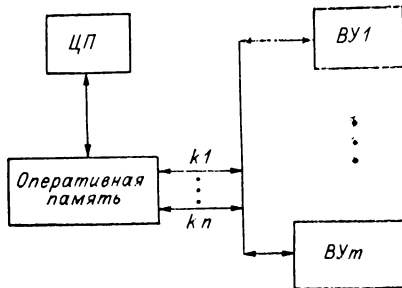 ЦП
ВУ1
k1
Оперативная
память
kn
ВУm